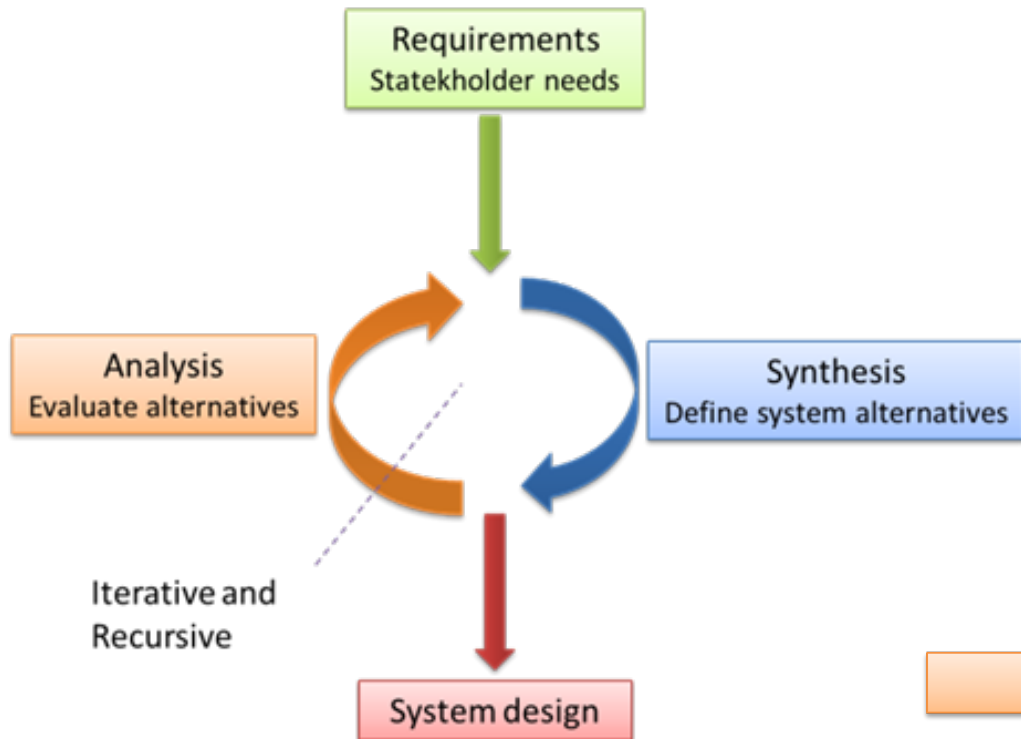 Requirements
Statekholder needs
Analysis
Evaluate alternatives
Synthesis
Define system alternatives
Iterative and
Recursive
System design